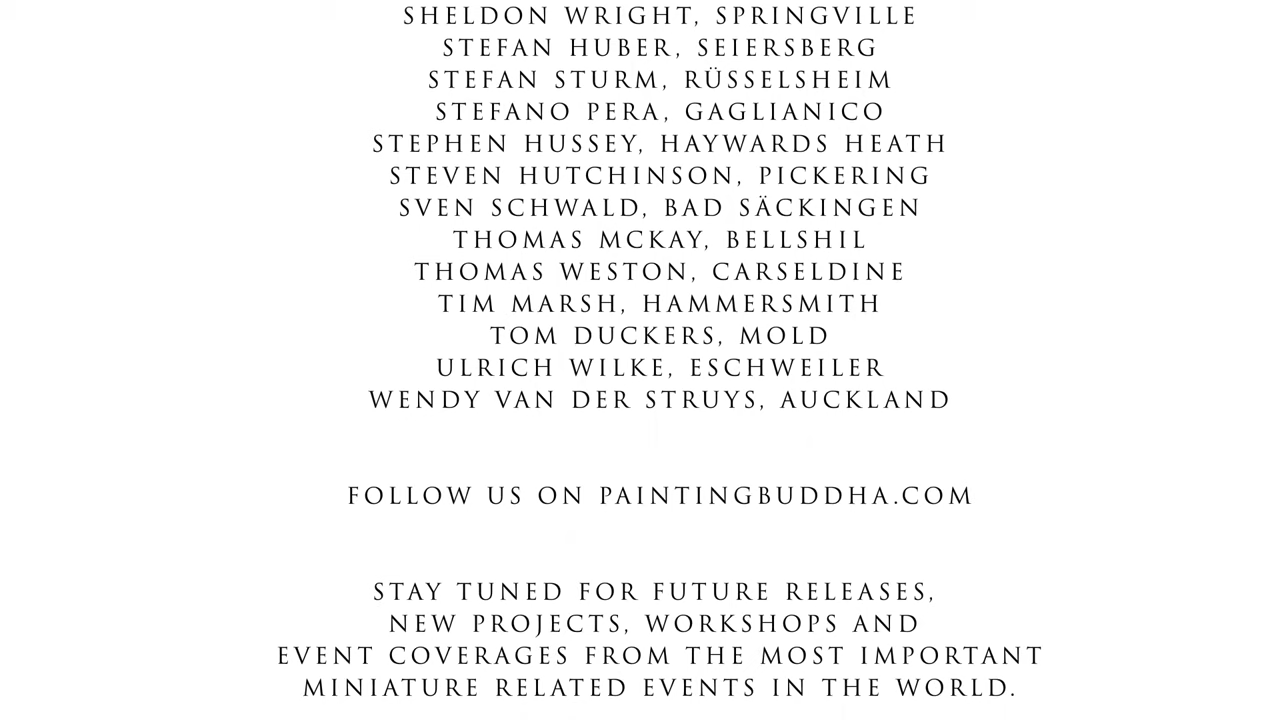 SHELDON WRIGHT, SPRINGVILLE
STEFAN HUBER, SEIERSBERG
STEFAN STURM, RÜSSELSHEIM
STEFANO PERA, GAGLIANICO
STEPHEN HUSSEY, HAYWARDS HEATH
STEVEN HUTCHINSON, PICKERING
SVEN SCHWALD, BAD SÄCKINGEN
THOMAS MCKAY, BELLSHIL
THOMAS WESTON, CARSELDINE
TIM MARSH, HAMMERSMITH
TOM DUCKERS, MOLD
ULRICH WILKE, ESCHWEILER
WENDY VAN DER STRUYS, AUCKLAND
FOLLOW US ON PAINTINGBUDDHA.COM
STAY TUNED FOR FUTURE RELEASES,
NEW PROJECTS, WORKSHOPS AND
EVENT COVERAGES FROM THE MOST IMPORTANT
MINIATURE RELATED EVENTS IN THE WORLD.